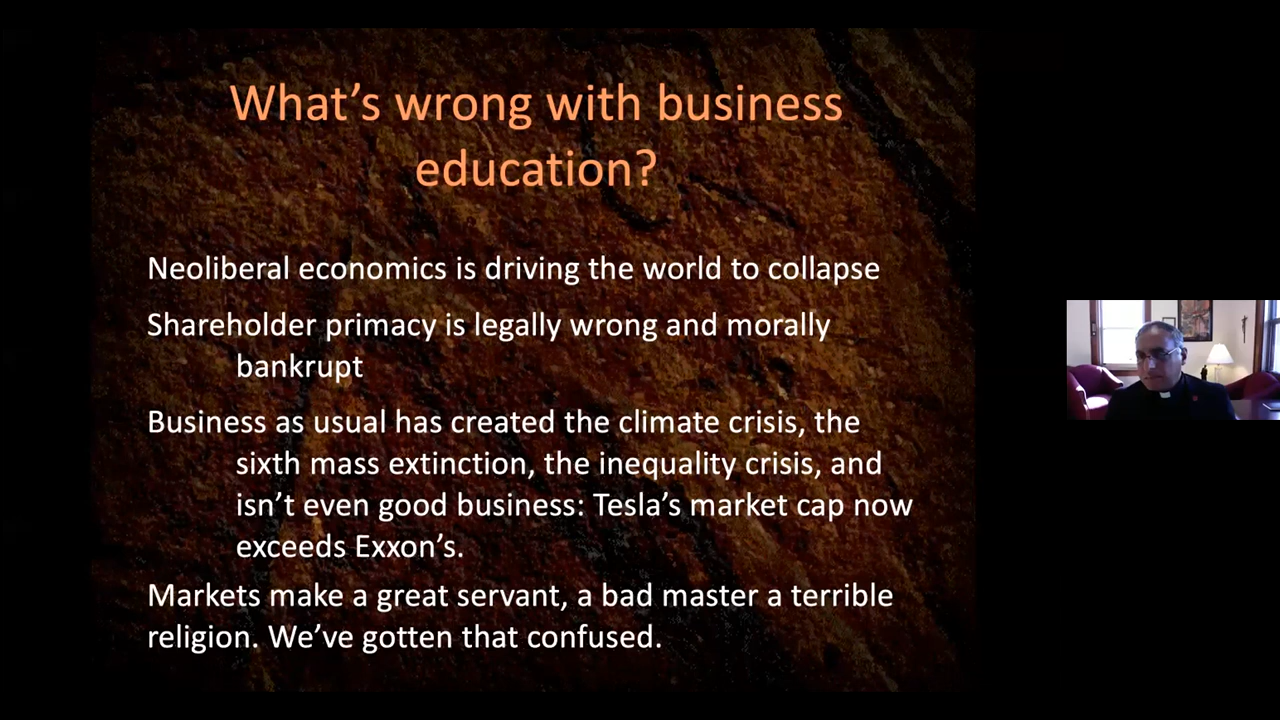 What’s wrong with business
education?
Neoliberal economics is driving the world to collapse
Shareholder primacy is legally wrong and morally
bankrupt
Business as usual has created the climate crisis, the
sixth mass extinction, the inequality crisis, and
isn’t even good business: Tesla’s market cap now
exceeds Exxon’s.
Markets make a great servant, a bad master a terrible
religion. We’ve gotten that confused.